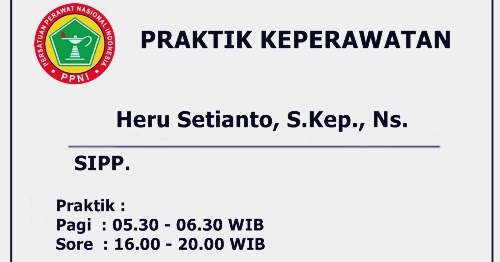 PERSATUAN PERAWAT NASIONAL INDONESIA
PPNI
PRAKTIK KEPERAWATAN
Heru Setianto, S.Kep., Ns.
SIPP.
Praktik :
Pagi : 05.30 - 06.30 WIB
Sore : 16.00 - 20.00 WIB